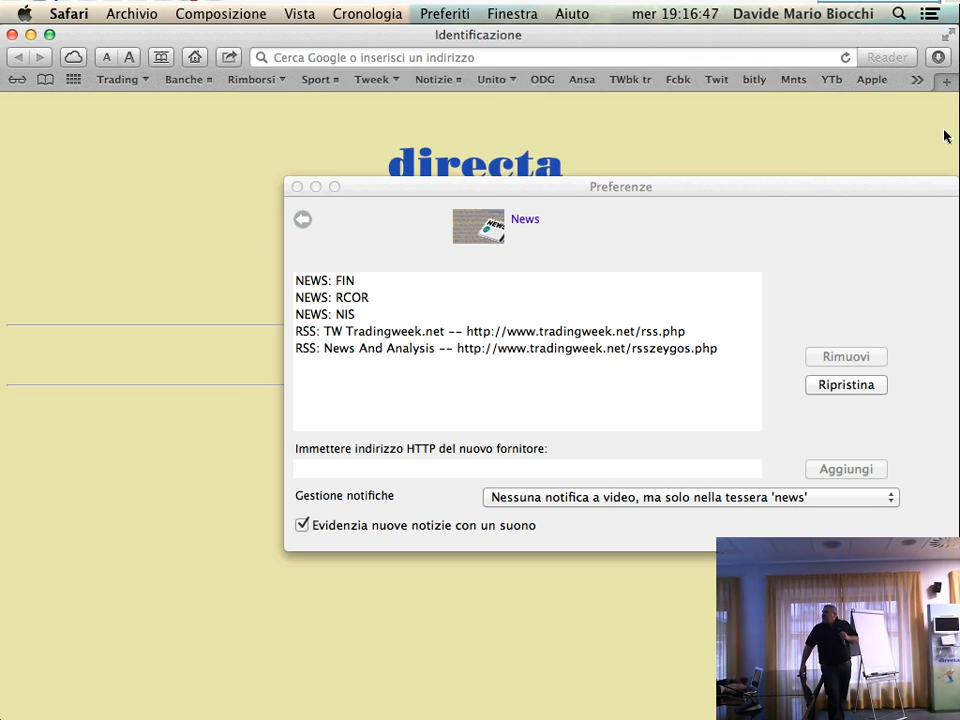 Safari Archivio Composizione Vista Cronologia Preferiti Finestra Aiuto mer 19:16:47 Davide Mario Biocchi
Identificazione
A A Cerca Google o inserisci un indirizzo Reader
Trading Banche Rimborsi Sport Tweek Notizie Unito ODG Ansa TWbk tr Fcbk Twit bitly Mnts YTb Apple >> +
directa
Preferenze
NEWS News
NEWS: FIN
NEWS: RCOR
NEWS: NIS
RSS: TW Tradingweek.net -- http://www.tradingweek.net/rss.php
RSS: News And Analysis -- http://www.tradingweek.net/rsszeygos.php
Rimuovi
Ripristina
Immettere indirizzo HTTP del nuovo fornitore:
Aggiungi
Gestione notifiche Nessuna notifica a video, ma solo nella tessera 'news'
Evidenzia nuove notizie con un suono
directa